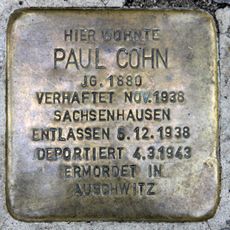 HIER WOHNTE
PAUL COHN
JG. 1880
VERHAFTET NOV. 1938
SACHSENHAUSEN
ENTLASSEN 6.12.1938
DEPORTIERT 4.3.1943
ERMORDET IN
AUSCHWITZ